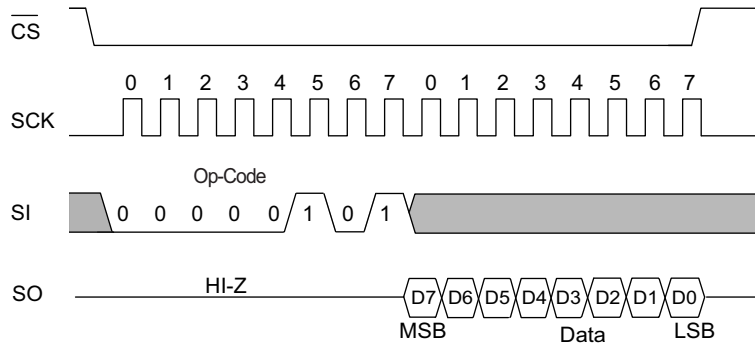 CS
0 1 2 3 4 5 6 7 0 1 2 3 4 5 6 7
SCK
Op-Code
SI 0 0 0 0 0 1 0 1
HI-Z
SO D7 D6 D5 D4 D3 D2 D1 D0
MSB Data LSB